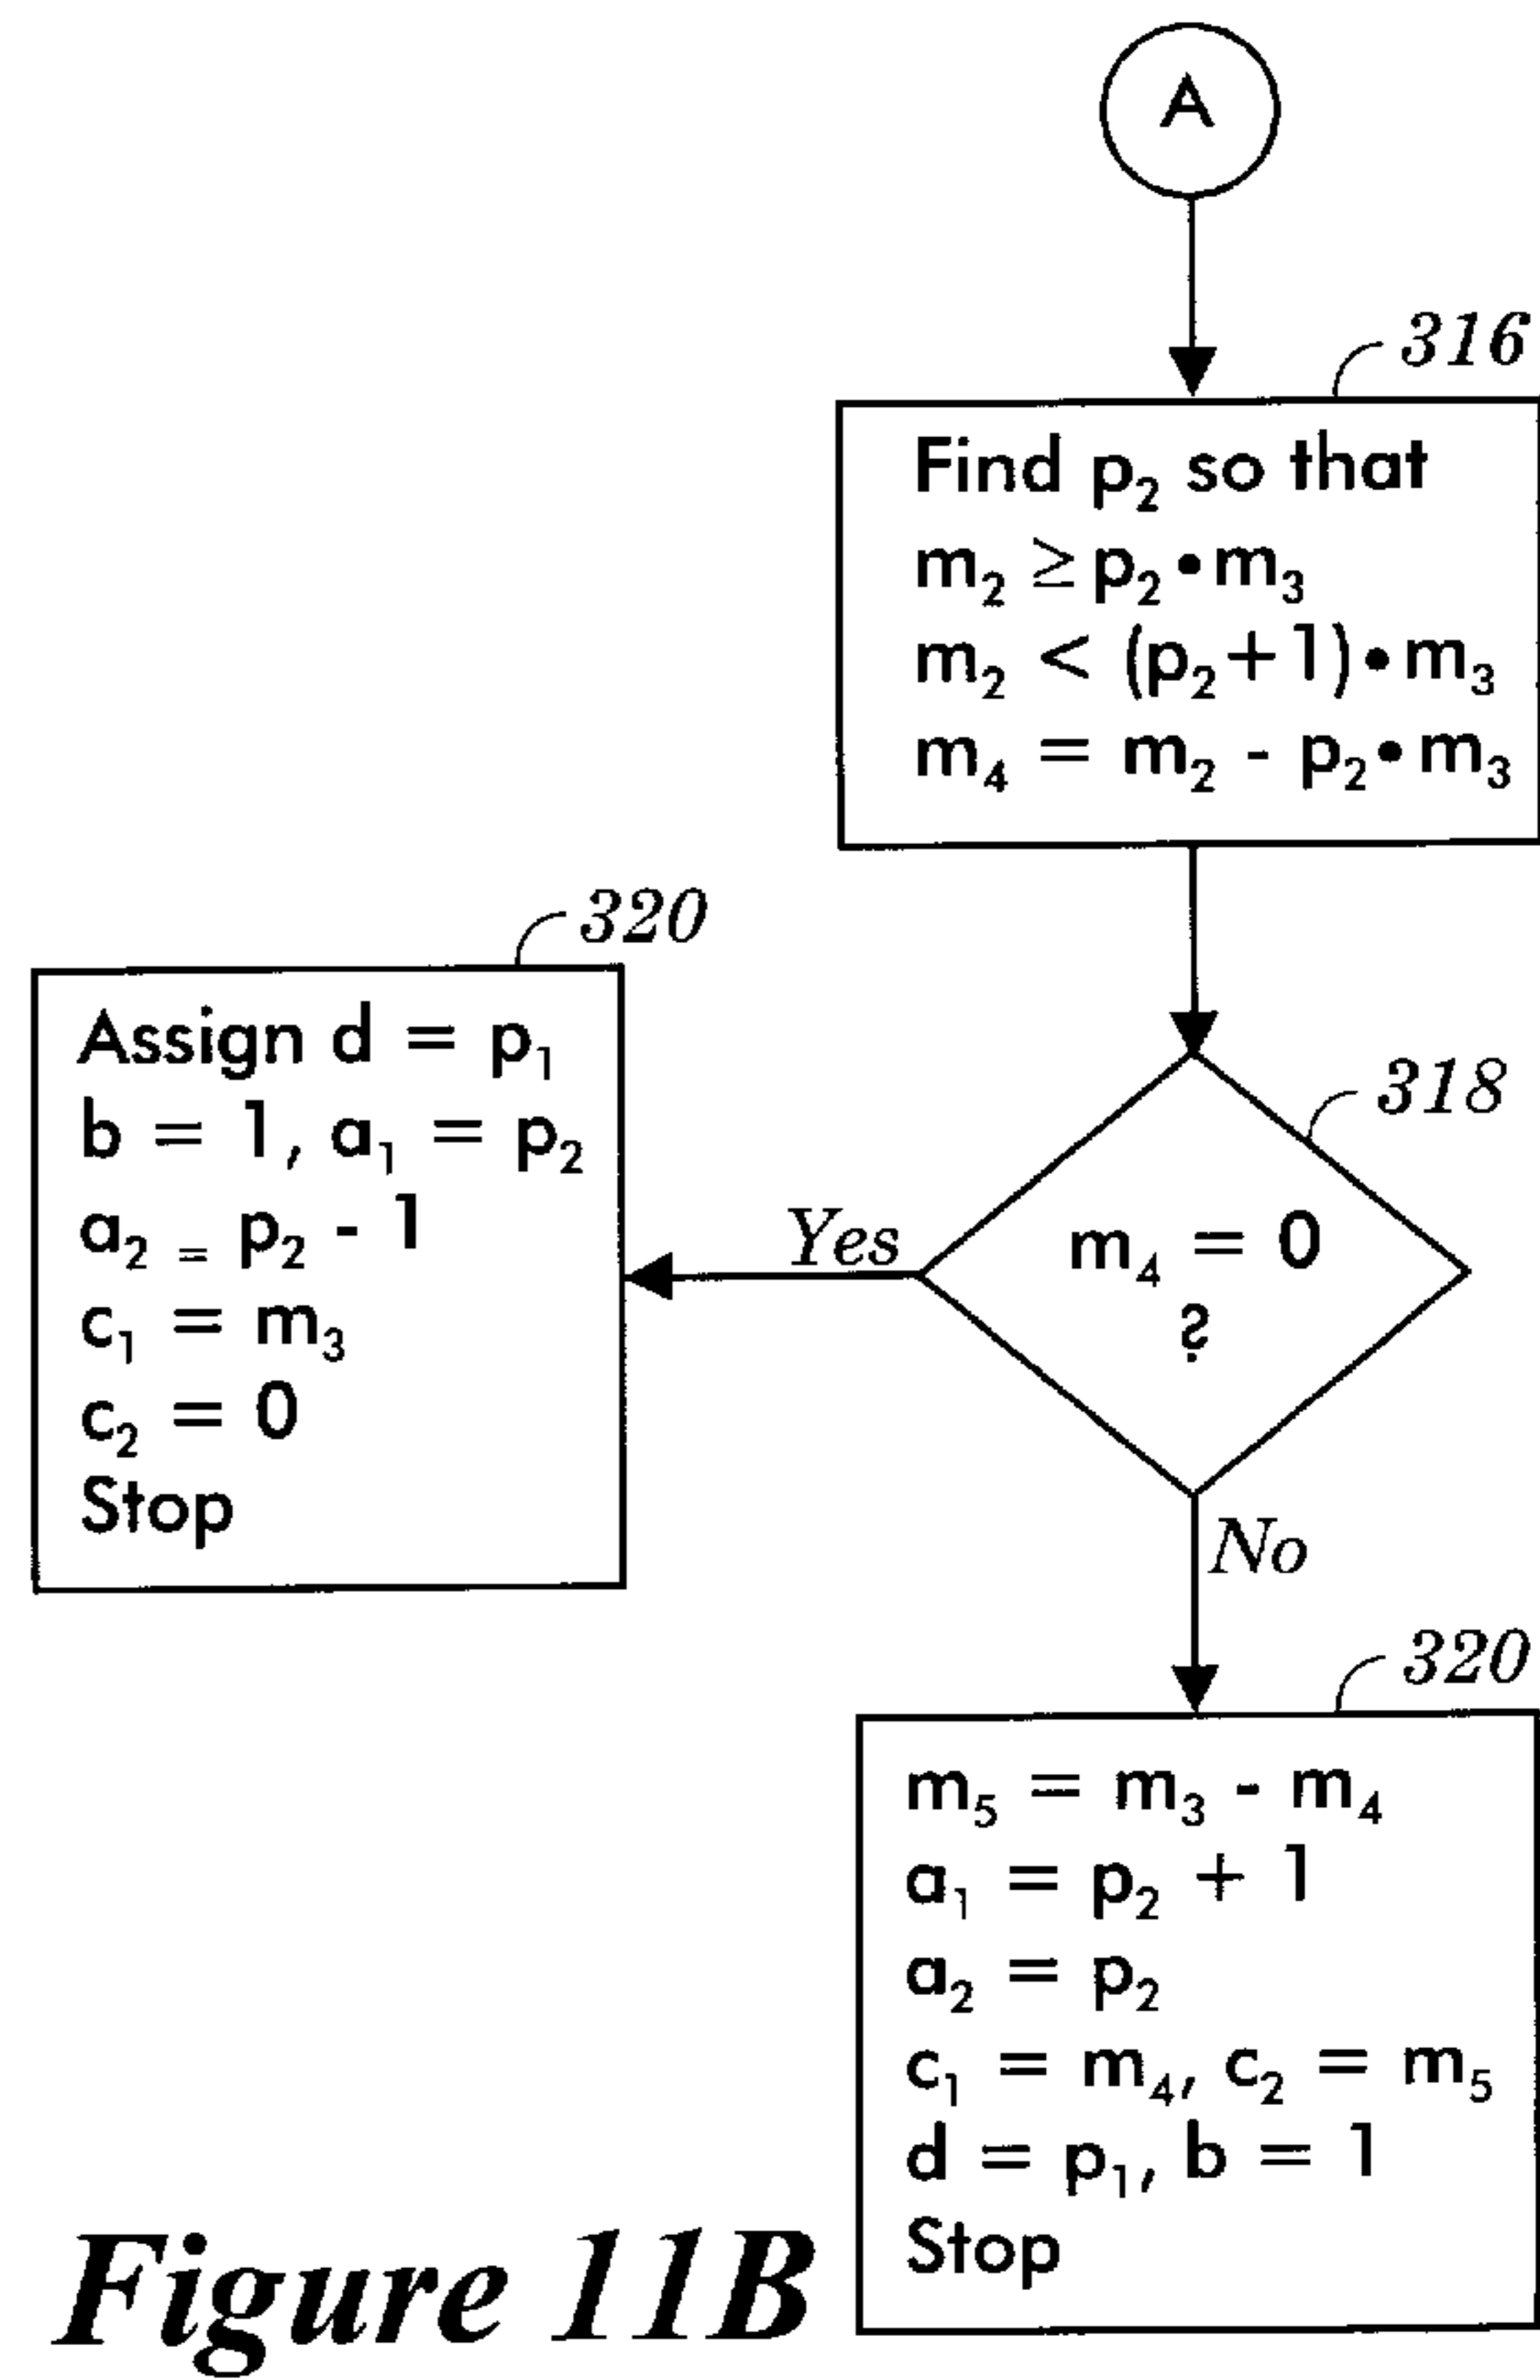 A
316
Find p₂ so that
m₂ ≥ p₂•m₃
m₂ < (p₂+1)•m₃
m₄ = m₂ - p₂•m₃
320
Assign d = p₁
b = 1, a₁ = p₂
a₂ = p₂ - 1
c₁ = m₃
c₂ = 0
Stop
318
Yes
m₄ = 0
?
No
320
m₅ = m₃ - m₄
a₁ = p₂ + 1
a₂ = p₂
c₁ = m₄, c₂ = m₅
d = p₁, b = 1
Stop
Figure 11B